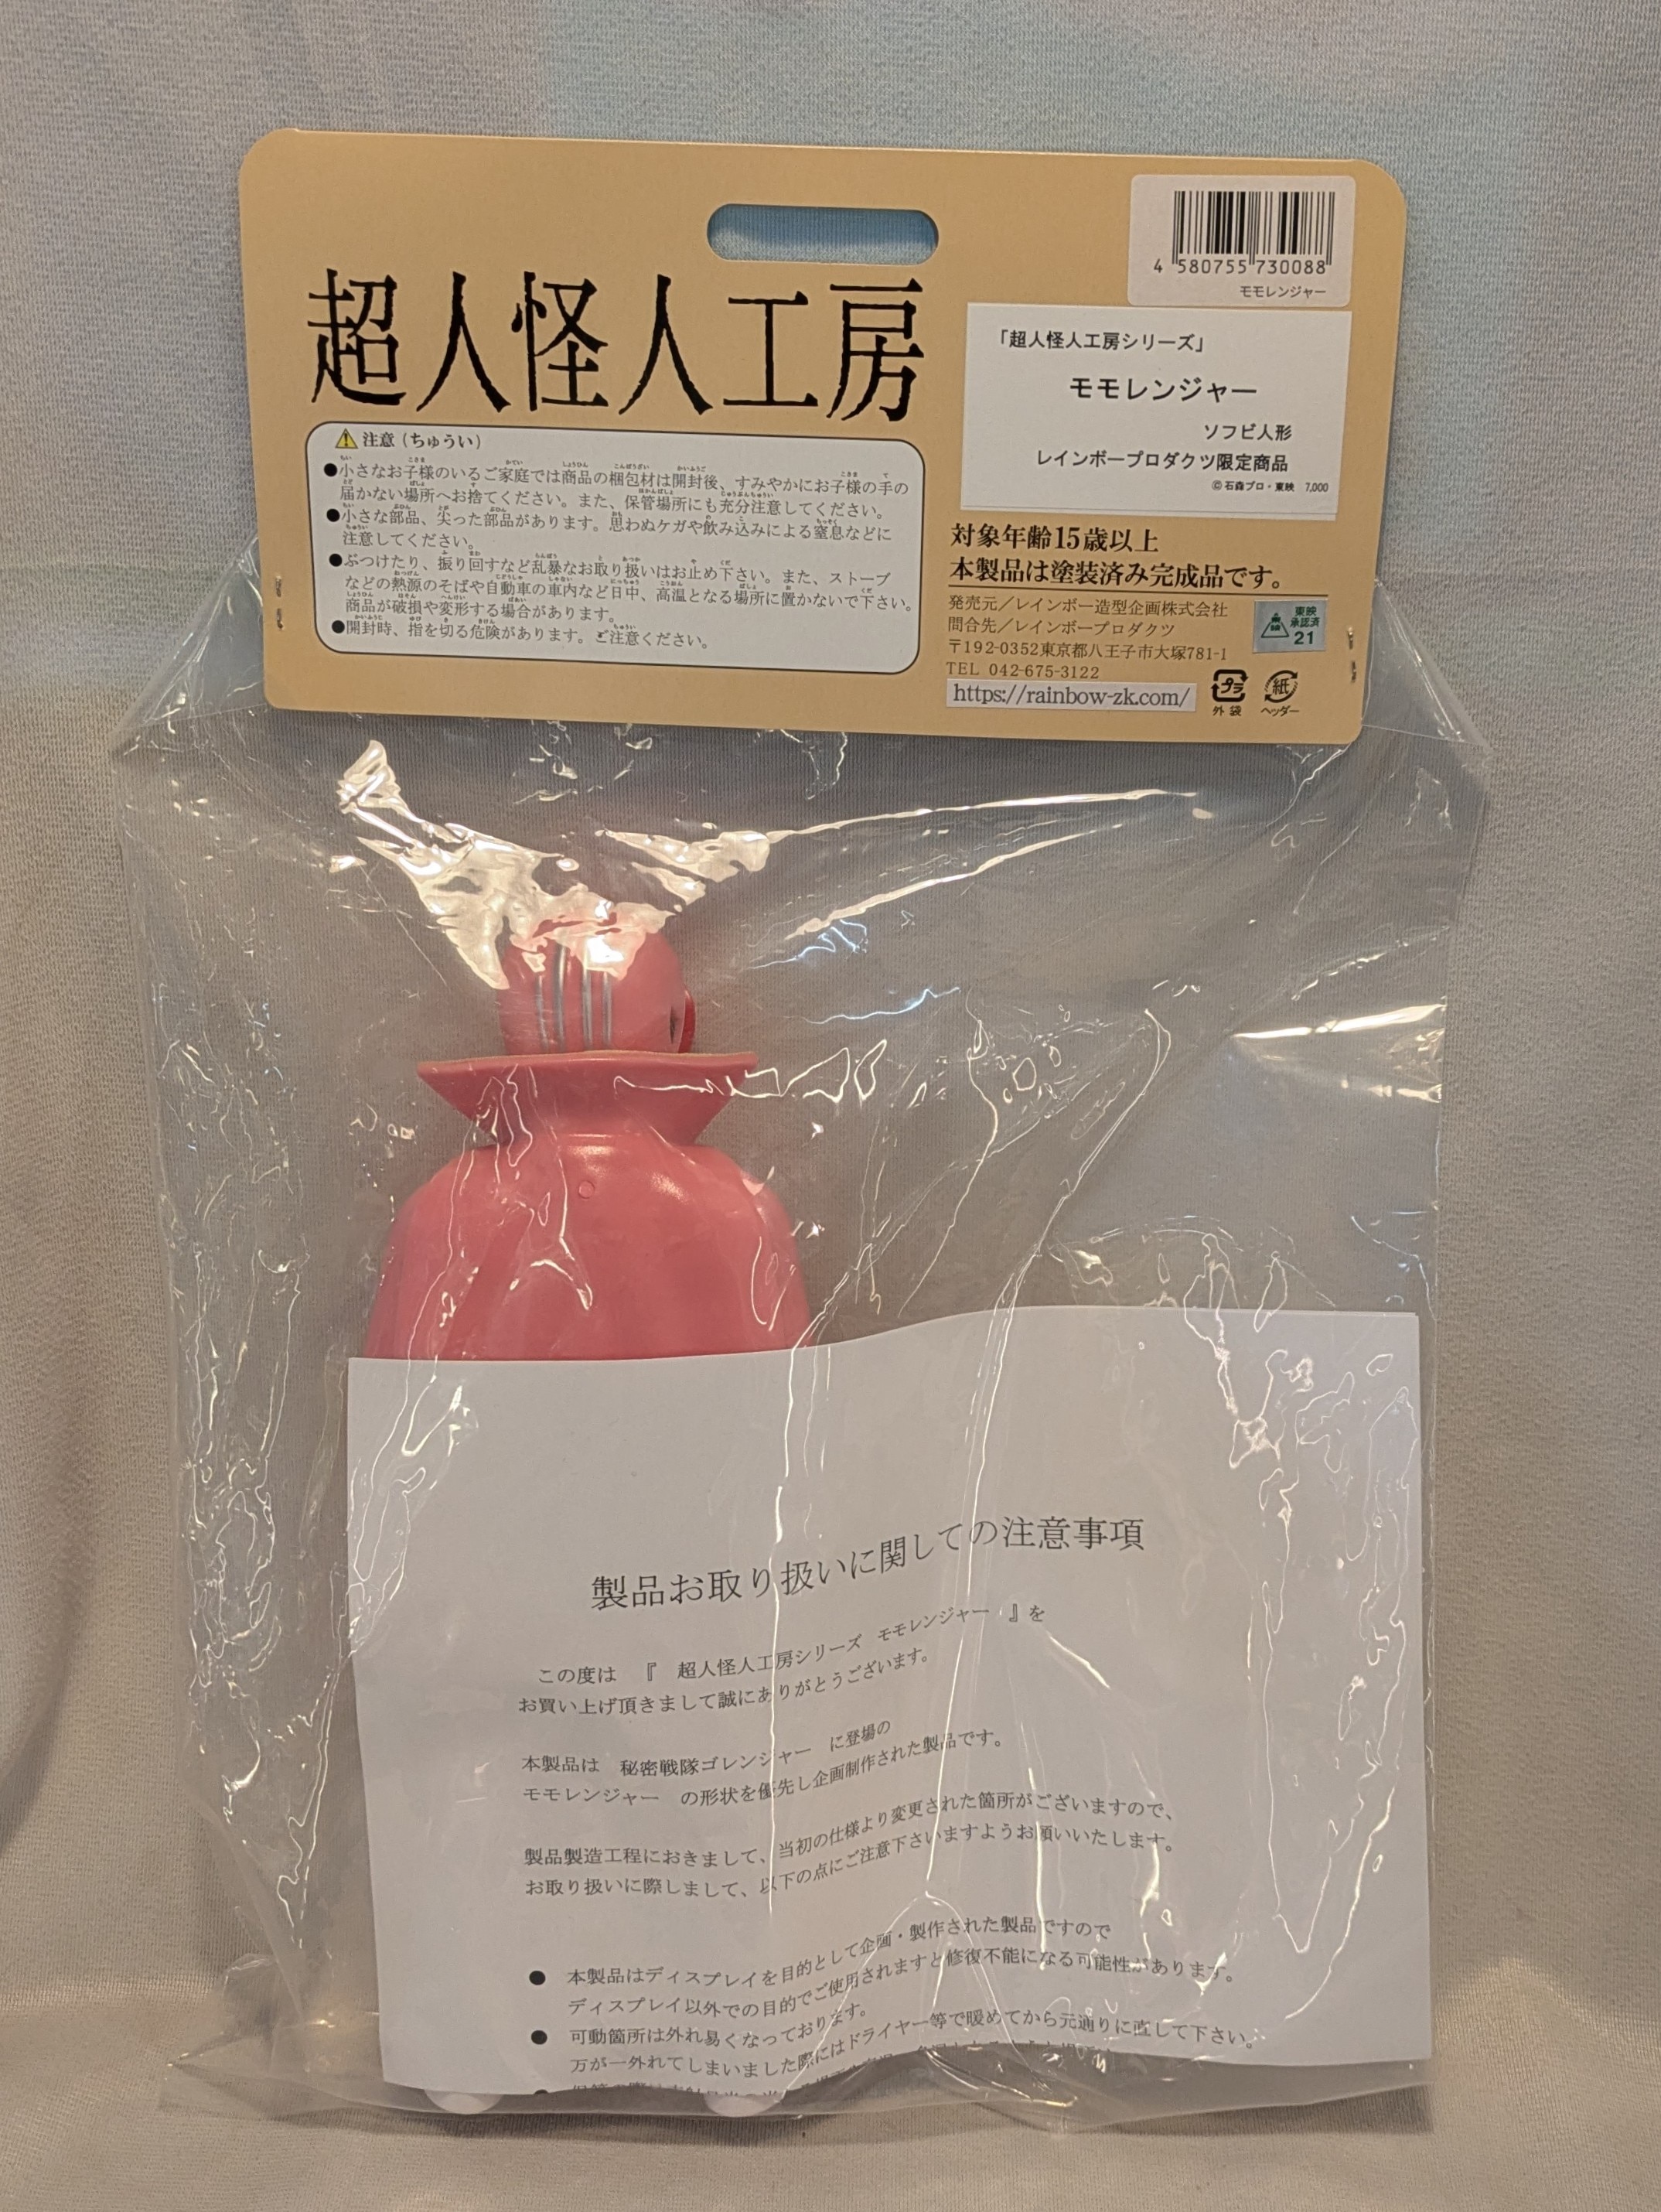 超人怪人工房
4 580755 730088
モモレンジャー
「超人怪人工房シリーズ」
モモレンジャー
ソフビ人形
レインボープロダクツ限定商品
©石森プロ・東映 7,000
注意(ちゅうい)
●小さなお子様のいるご家庭では商品の梱包材は開封後、すみやかにお子様の手の
届かない場所へお捨てください。また、保管場所にも充分注意してください。
●小さな部品、尖った部品があります。思わぬケガや飲み込みによる窒息などに
注意してください。
●ぶつけたり、振り回すなど乱暴なお取り扱いはお止め下さい。また、ストーブ
などの熱源のそばや自動車の車内など日中、高温となる場所に置かないで下さい。
商品が破損や変形する場合があります。
●開封時、指を切る危険があります。ご注意ください。
対象年齢15歳以上
本製品は塗装済み完成品です。
発売元/レインボー造型企画株式会社
問合先/レインボープロダクツ
〒192-0352東京都八王子市大塚781-1
TEL 042-675-3122
https://rainbow-zk.com/
東映
承認済
21
プラ
外袋
紙
ヘッダー
製品お取り扱いに関しての注意事項
この度は 『 超人怪人工房シリーズ モモレンジャー 』を
お買い上げ頂きまして誠にありがとうございます。
本製品は 秘密戦隊ゴレンジャー に登場の
モモレンジャー の形状を優先し企画制作された製品です。
製品製造工程におきまして、当初の仕様より変更された箇所がございますので、
お取り扱いに際しまして、以下の点にご注意下さいますようお願いいたします。
● 本製品はディスプレイを目的として企画・製作された製品ですので
ディスプレイ以外での目的でご使用されますと修復不能になる可能性があります。
● 可動箇所は外れ易くなっております。
万が一外れてしまいました際にはドライヤー等で暖めてから元通りに直して下さい。